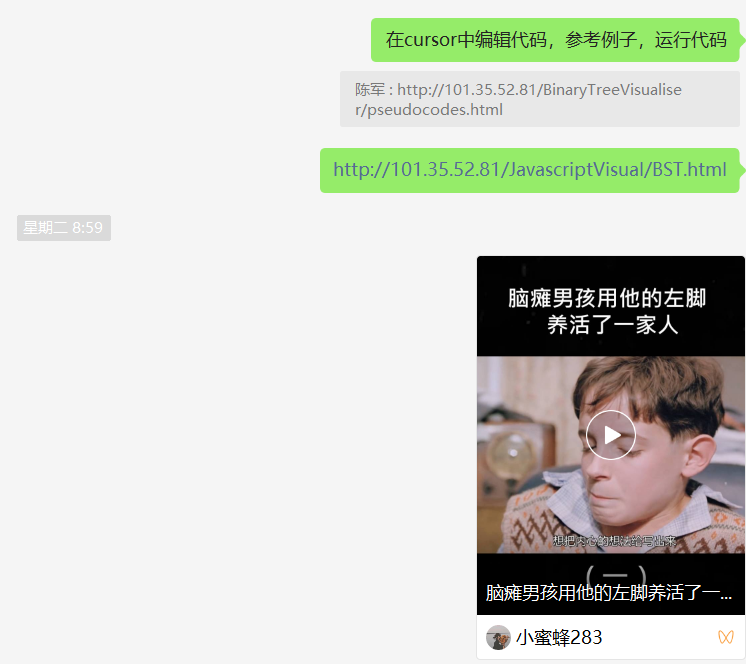 在cursor中编辑代码，参考例子，运行代码
陈军 : http://101.35.52.81/BinaryTreeVisualise
r/pseudocodes.html
http://101.35.52.81/JavascriptVisual/BST.html
星期二 8:59
脑瘫男孩用他的左脚
养活了一家人
想把内心的想法给写出来
(一)
脑瘫男孩用他的左脚养活了一...
小蜜蜂283